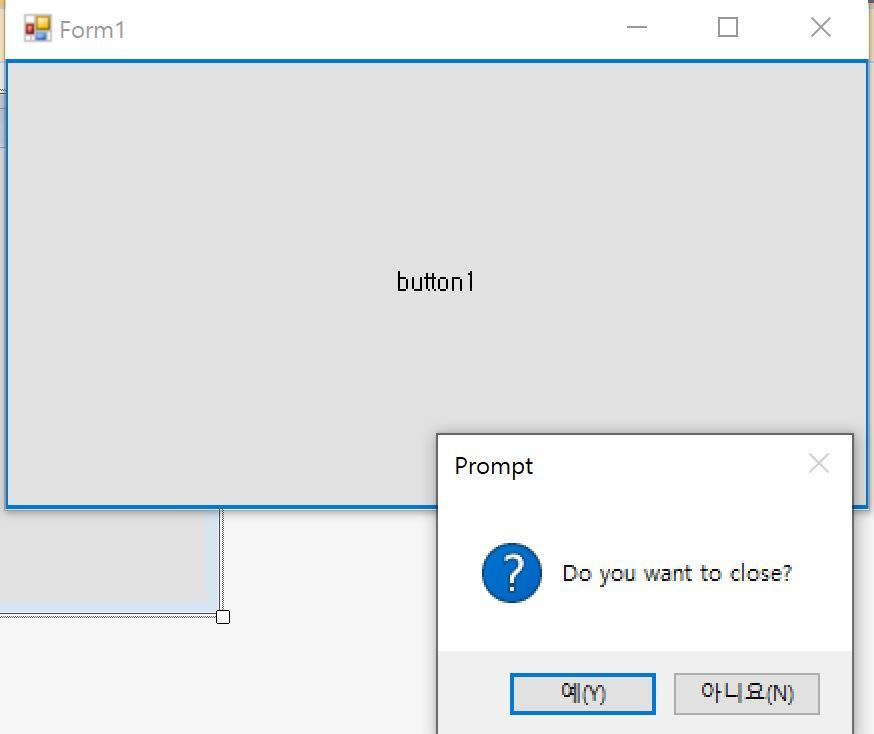 Form1
button1
Prompt
Do you want to close?
예(Y)
아니요(N)